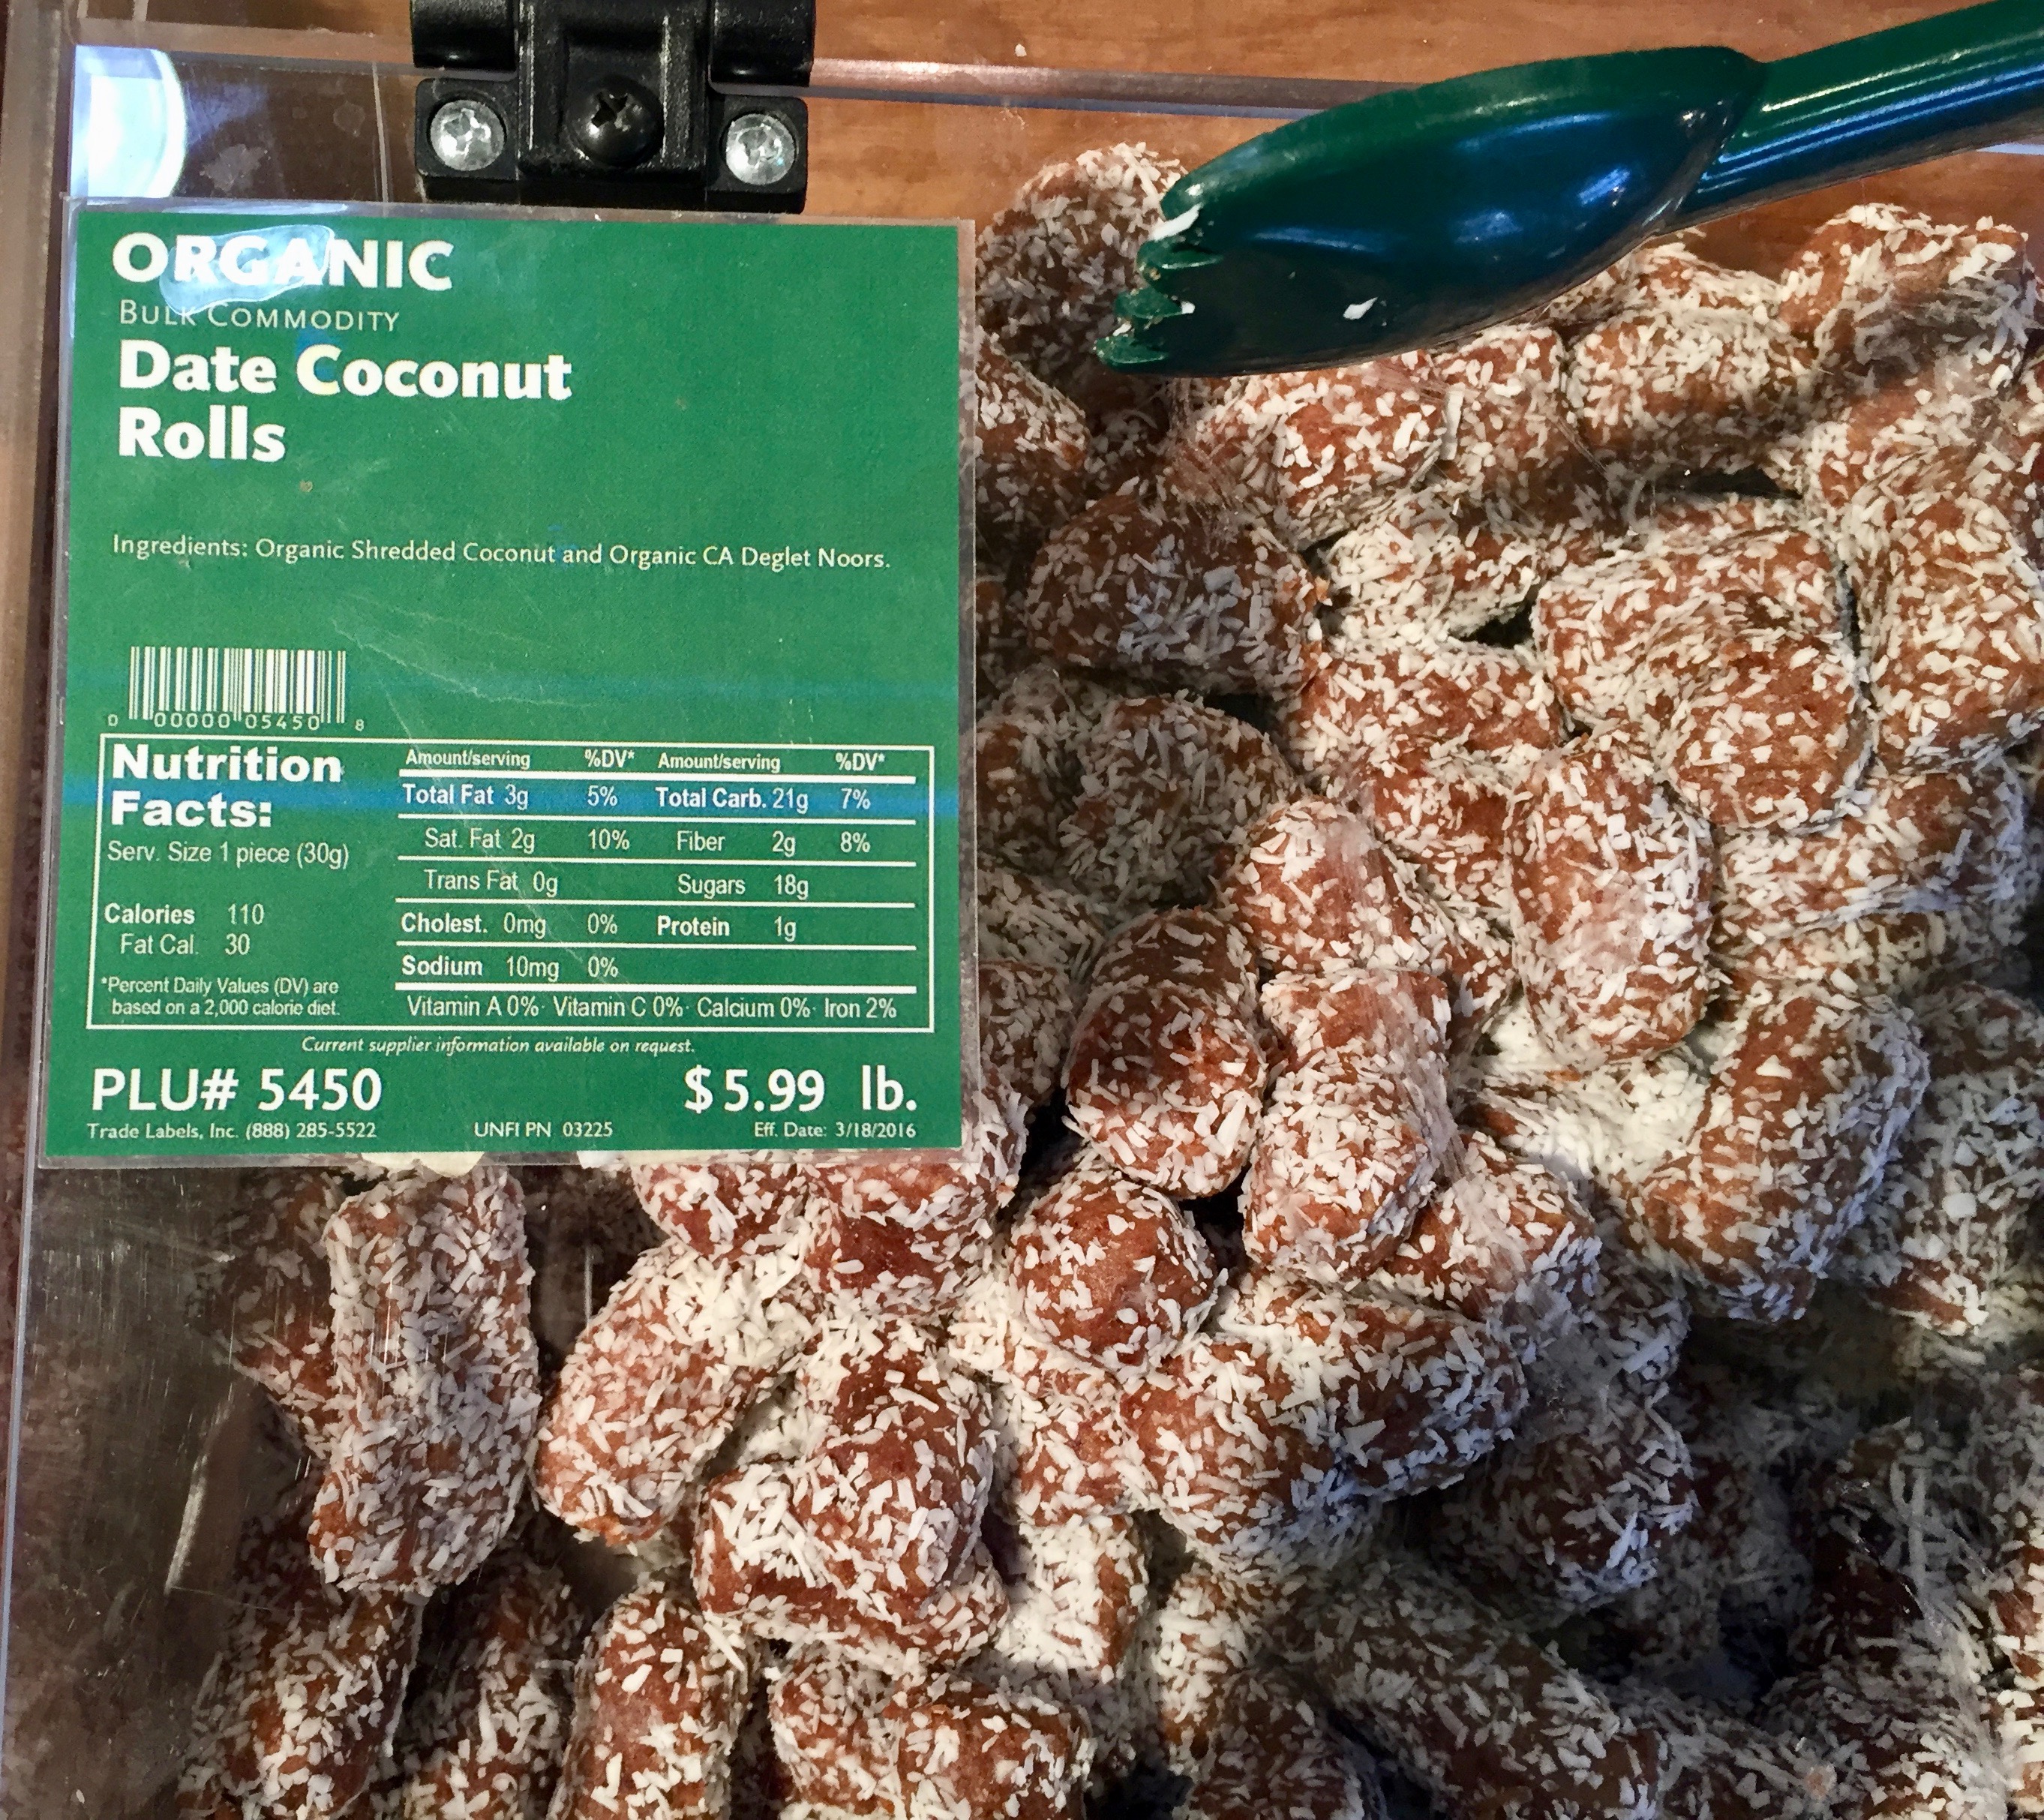 ORGANIC
BULK COMMODITY
Date Coconut
Rolls
Ingredients: Organic Shredded Coconut and Organic CA Deglet Noors.
0 00000 05450 8
Nutrition
Facts:
Serv. Size 1 piece (30g)
Calories 110
Fat Cal. 30
*Percent Daily Values (DV) are
based on a 2,000 calorie diet.
Amount/serving %DV* Amount/serving %DV*
Total Fat 3g 5% Total Carb. 21g 7%
Sat. Fat 2g 10% Fiber 2g 8%
Trans Fat 0g Sugars 18g
Cholest. 0mg 0% Protein 1g
Sodium 10mg 0%
Vitamin A 0%· Vitamin C 0%· Calcium 0%· Iron 2%
Current supplier information available on request.
PLU# 5450 $5.99 lb.
Trade Labels, Inc. (888) 285-5522 UNFI PN 03225 Eff. Date: 3/18/2016